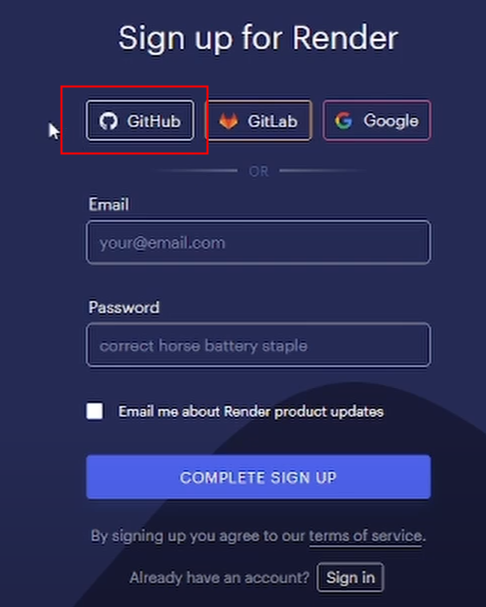 Sign up for Render
GitHub GitLab Google
OR
Email
your@email.com
Password
correct horse battery staple
Email me about Render product updates
COMPLETE SIGN UP
By signing up you agree to our terms of service.
Already have an account? Sign in